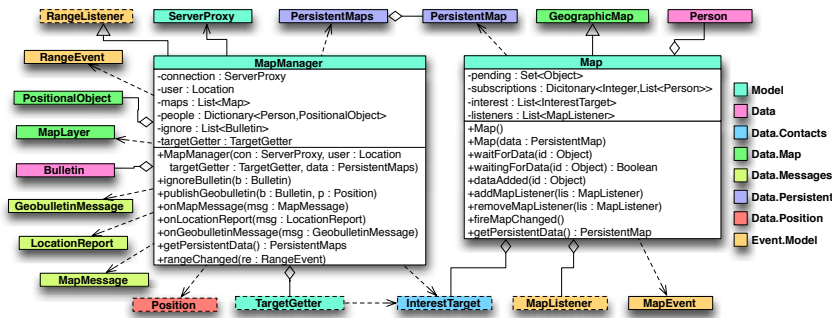 RangeListener
ServerProxy
PersistentMaps
PersistentMap
GeographicMap
Person
RangeEvent
PositionalObject
MapLayer
Bulletin
GeobulletinMessage
LocationReport
MapMessage
MapManager
-connection : ServerProxy
-user : Location
-maps : List<Map>
-people : Dictionary<Person,PositionalObject>
-ignore : List<Bulletin>
-targetGetter : TargetGetter
+MapManager(con : ServerProxy, user : Location
targetGetter : TargetGetter, data : PersistantMaps)
+ignoreBulletin(b : Bulletin)
+publishGeobulletin(b : Bulletin, p : Position)
+onMapMessage(msg : MapMessage)
+onLocationReport(msg : LocationReport)
+onGeobulletinMessage(msg : GeobulletinMessage)
+getPersistentData() : PersistentMaps
+rangeChanged(re : RangeEvent)
Map
-pending : Set<Object>
-subscriptions : Dicitonary<Integer,List<Person>>
-interest : List<InterestTarget>
-listeners : List<MapListener>
+Map()
+Map(data : PersistentMap)
+waitForData(id : Object)
+waitingForData(id : Object) : Boolean
+dataAdded(id : Object)
+addMapListener(lis : MapListener)
+removeMapListener(lis : MapListener)
+fireMapChanged()
+getPersistentData() : PersistentMap
Model
Data
Data.Contacts
Data.Map
Data.Messages
Data.Persistent
Data.Position
Event.Model
Position
TargetGetter
InterestTarget
MapListener
MapEvent